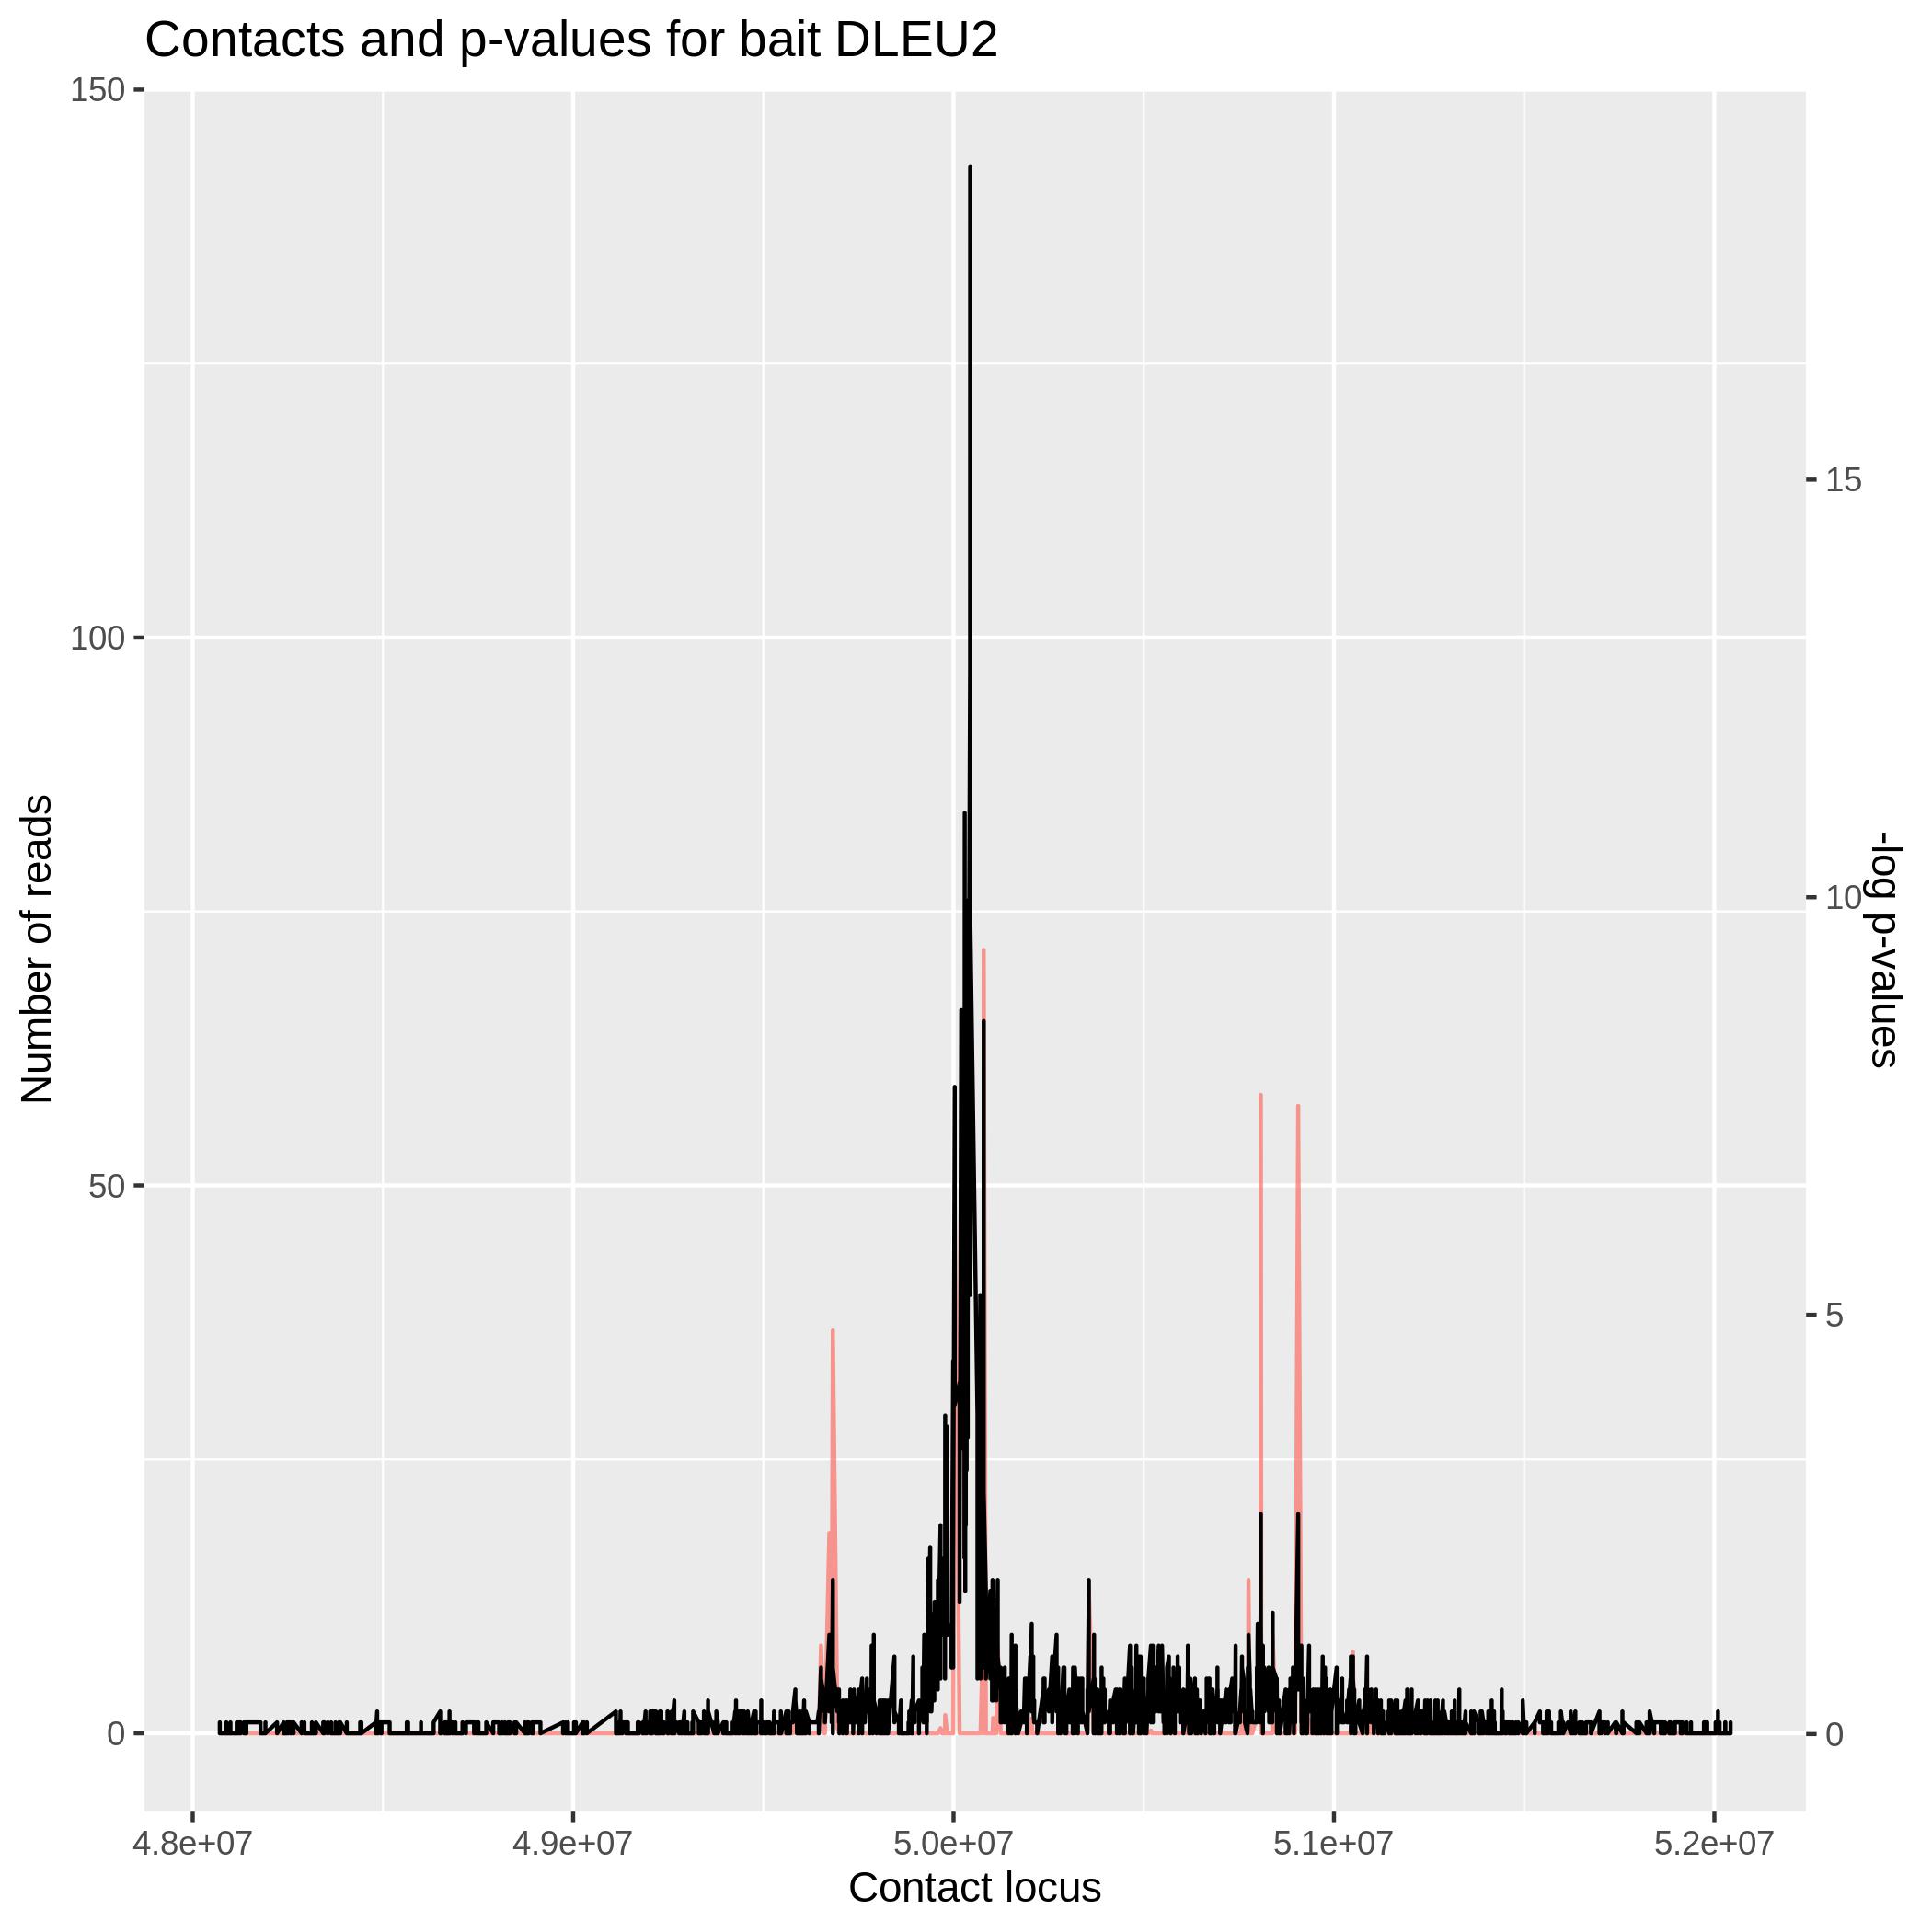 Contacts and p-values for bait DLEU2
150
100
50
0
Number of reads
15
10
5
0
-log p-values
4.8e+07 4.9e+07 5.0e+07 5.1e+07 5.2e+07
Contact locus